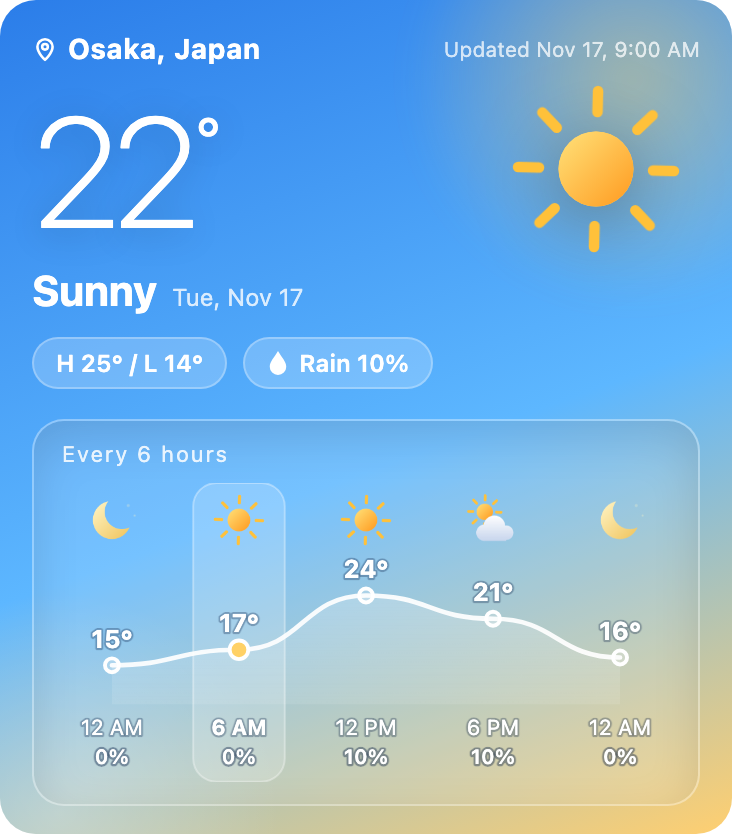 Osaka, Japan
Updated Nov 17, 9:00 AM
22°
Sunny Tue, Nov 17
H 25° / L 14°
Rain 10%
Every 6 hours
15° 17° 24° 21° 16°
12 AM 6 AM 12 PM 6 PM 12 AM
0% 0% 10% 10% 0%